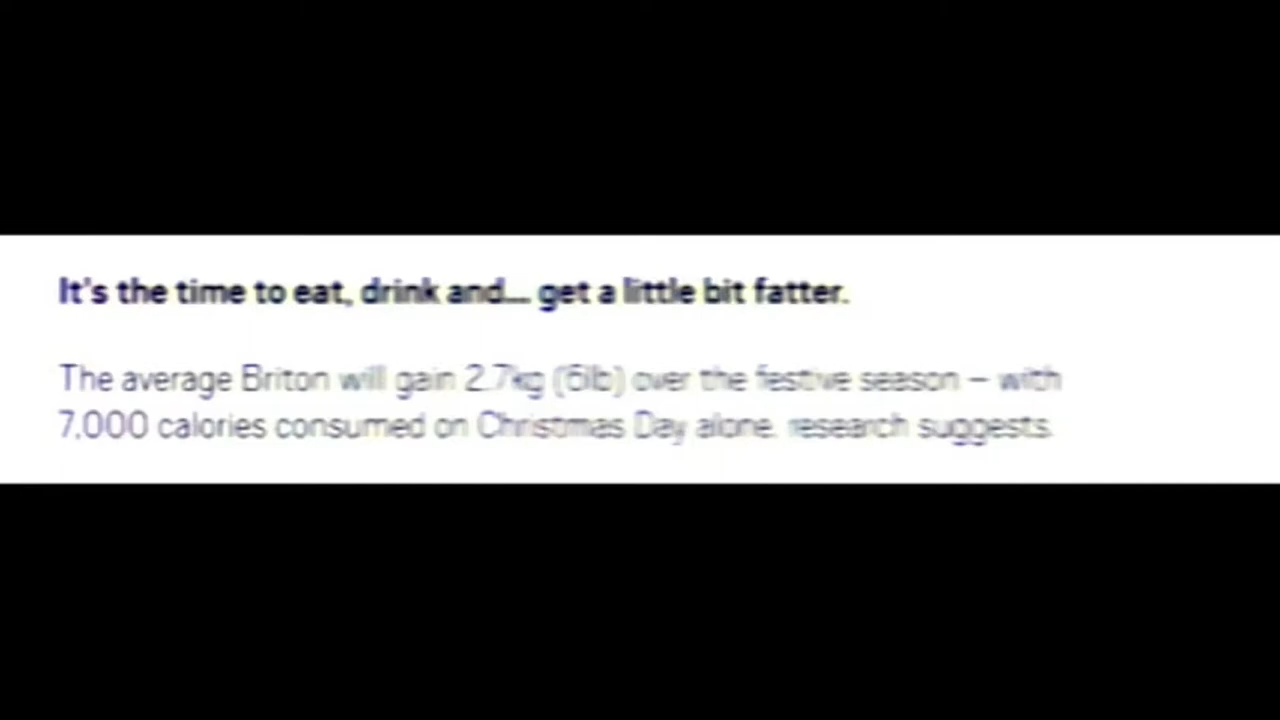 It's the time to eat, drink and... get a little bit fatter.
The average Briton will gain 2.7kg (6lb) over the festive season – with
7,000 calories consumed on Christmas Day alone, research suggests.